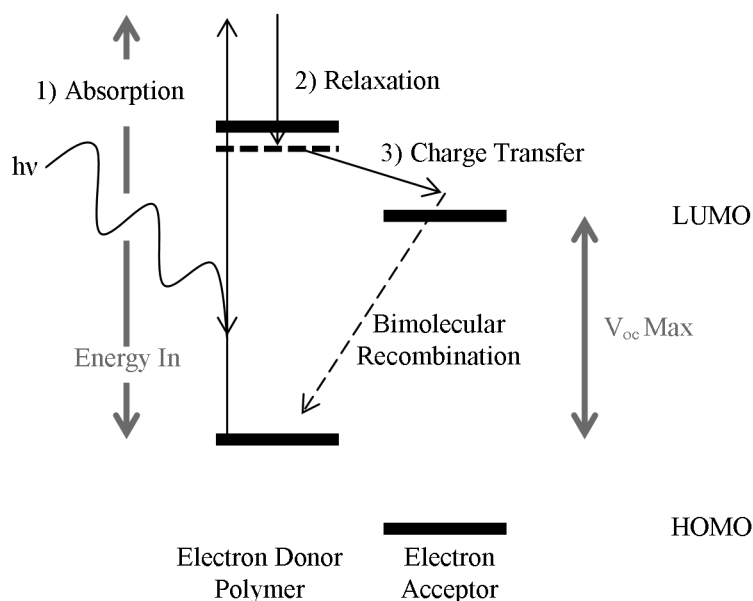 1) Absorption
2) Relaxation
3) Charge Transfer
hν
LUMO
Bimolecular
Recombination
V_oc Max
Energy In
HOMO
Electron Donor
Polymer
Electron
Acceptor